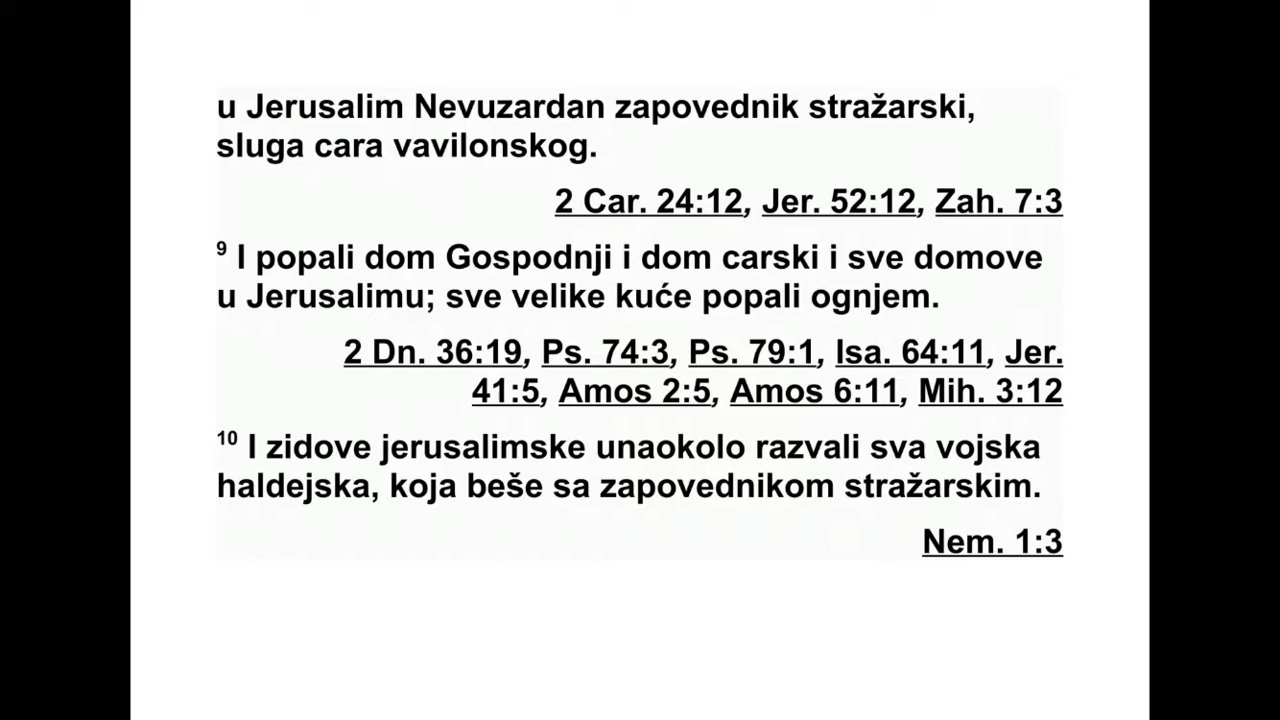 u Jerusalim Nevuzardan zapovednik stražarski,
sluga cara vavilonskog.
2 Car. 24:12, Jer. 52:12, Zah. 7:3
9 I popali dom Gospodnji i dom carski i sve domove
u Jerusalimu; sve velike kuće popali ognjem.
2 Dn. 36:19, Ps. 74:3, Ps. 79:1, Isa. 64:11, Jer.
41:5, Amos 2:5, Amos 6:11, Mih. 3:12
10 I zidove jerusalimske unaokolo razvali sva vojska
haldejska, koja beše sa zapovednikom stražarskim.
Nem. 1:3